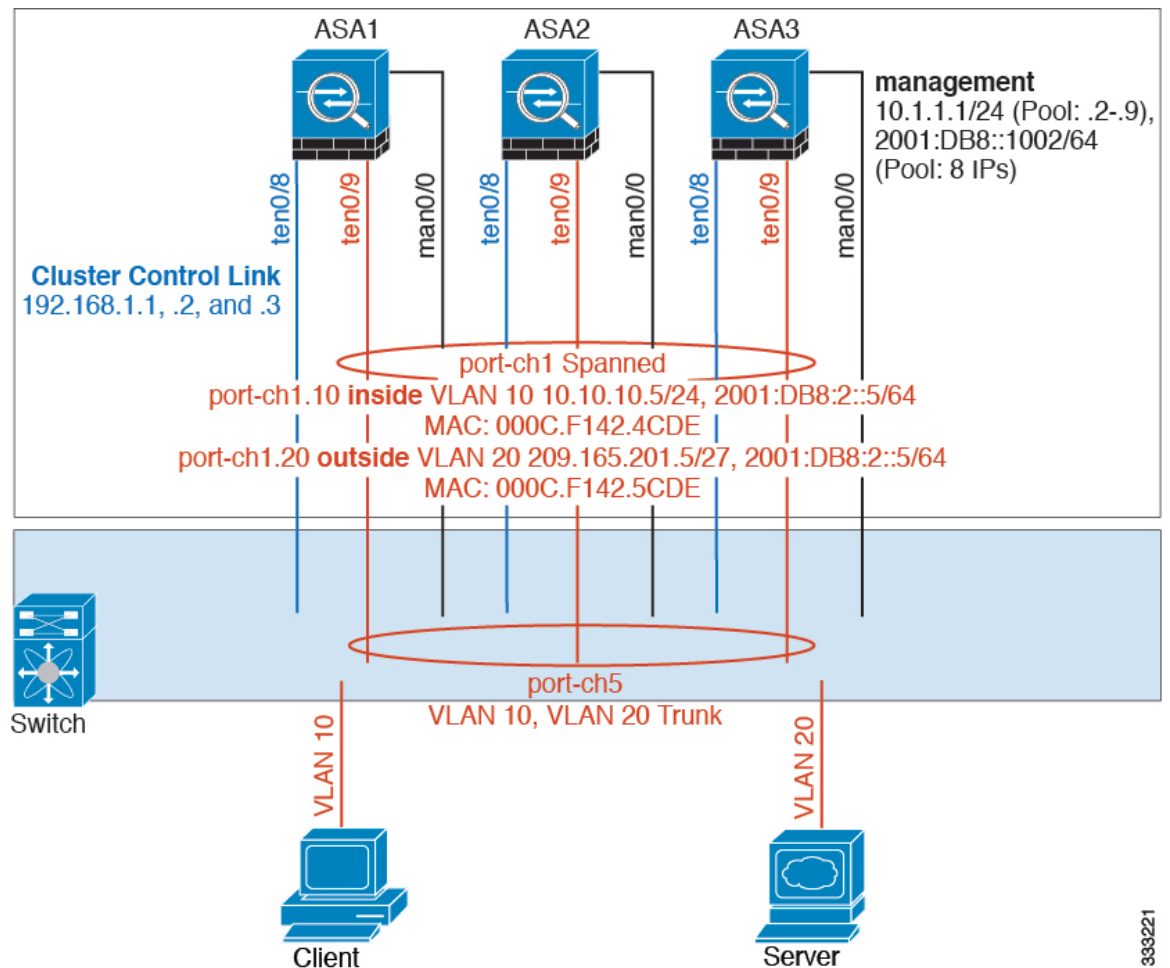 ASA1
ASA2
ASA3
management
10.1.1.1/24 (Pool: .2-.9),
2001:DB8::1002/64
(Pool: 8 IPs)
ten0/8
ten0/9
man0/0
ten0/8
ten0/9
man0/0
ten0/8
ten0/9
man0/0
Cluster Control Link
192.168.1.1, .2, and .3
port-ch1 Spanned
port-ch1.10 inside VLAN 10 10.10.10.5/24, 2001:DB8:2::5/64
MAC: 000C.F142.4CDE
port-ch1.20 outside VLAN 20 209.165.201.5/27, 2001:DB8:2::5/64
MAC: 000C.F142.5CDE
Switch
port-ch5
VLAN 10, VLAN 20 Trunk
VLAN 10
VLAN 20
Client
Server
333221